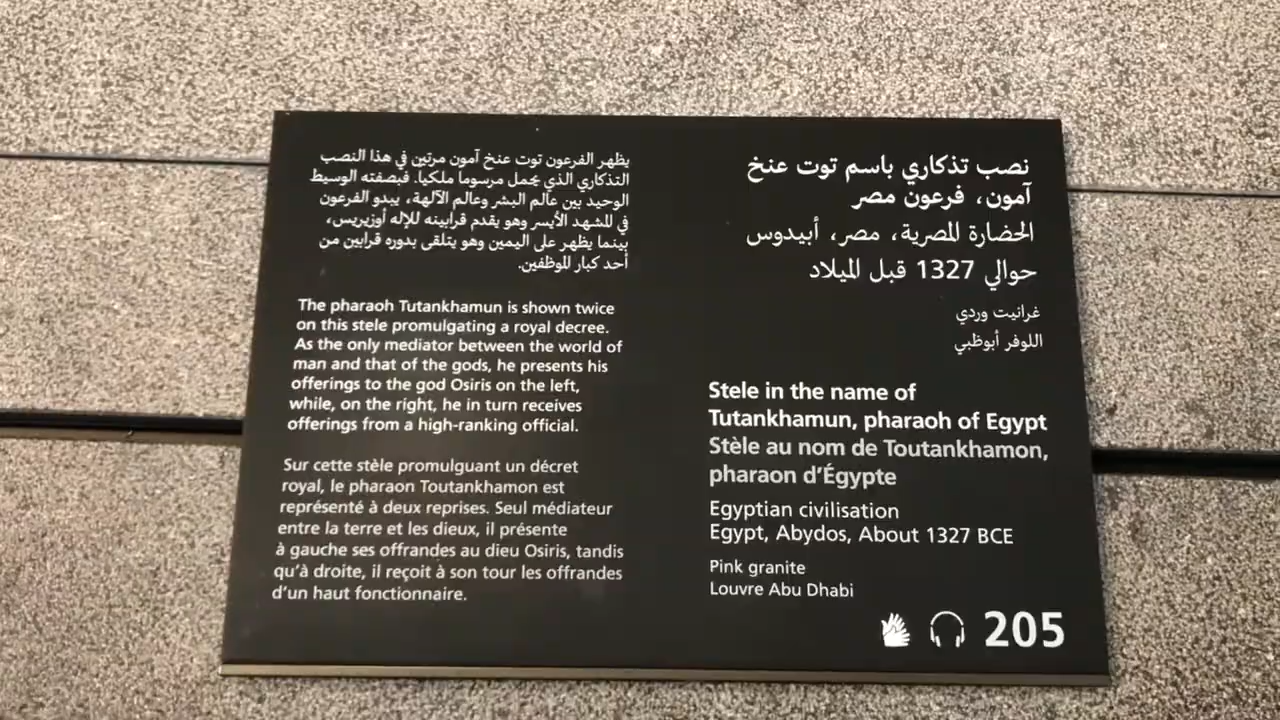 نصب تذكاري باسم توت عنخ
آمون، فرعون مصر
الحضارة المصرية، مصر، أبيدوس
حوالي 1327 قبل الميلاد
غرانيت وردي
اللوفر أبوظبي
Stele in the name of
Tutankhamun, pharaoh of Egypt
Stèle au nom de Toutankhamon,
pharaon d'Égypte
Egyptian civilisation
Egypt, Abydos, About 1327 BCE
Pink granite
Louvre Abu Dhabi
205
يظهر الفرعون توت عنخ آمون مرتين في هذا النصب
التذكاري الذي يحمل مرسوما ملكيا. فبصفته الوسيط
الوحيد بين عالم البشر وعالم الآلهة، يبدو الفرعون
في المشهد الأيسر وهو يقدم قرابينه للإله أوزيريس،
بينما يظهر على اليمين وهو يتلقى بدوره قرابين من
أحد كبار الموظفين.
The pharaoh Tutankhamun is shown twice
on this stele promulgating a royal decree.
As the only mediator between the world of
man and that of the gods, he presents his
offerings to the god Osiris on the left,
while, on the right, he in turn receives
offerings from a high-ranking official.
Sur cette stèle promulguant un décret
royal, le pharaon Toutankhamon est
représenté à deux reprises. Seul médiateur
entre la terre et les dieux, il présente
à gauche ses offrandes au dieu Osiris, tandis
qu'à droite, il reçoit à son tour les offrandes
d'un haut fonctionnaire.